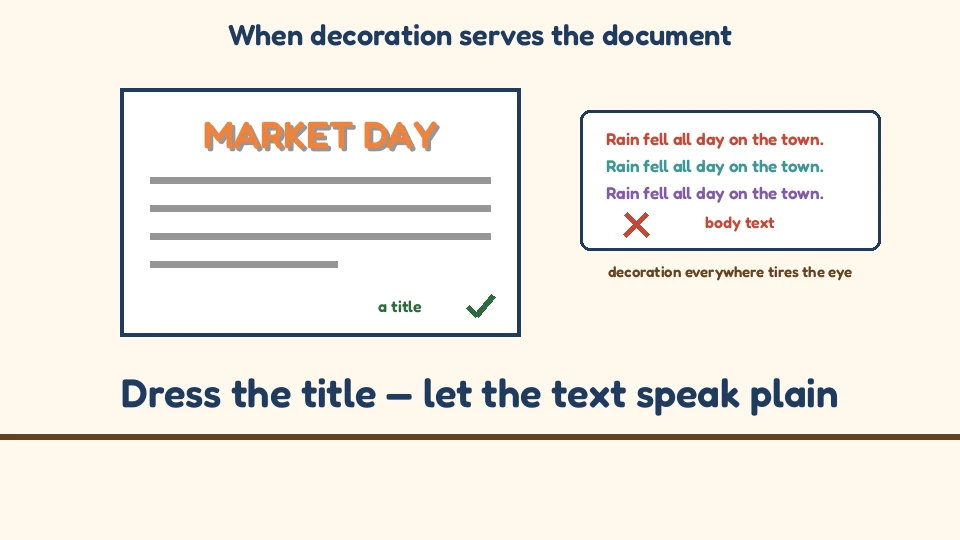 When decoration serves the document
MARKET DAY
a title
Rain fell all day on the town.
Rain fell all day on the town.
Rain fell all day on the town.
body text
decoration everywhere tires the eye
Dress the title — let the text speak plain